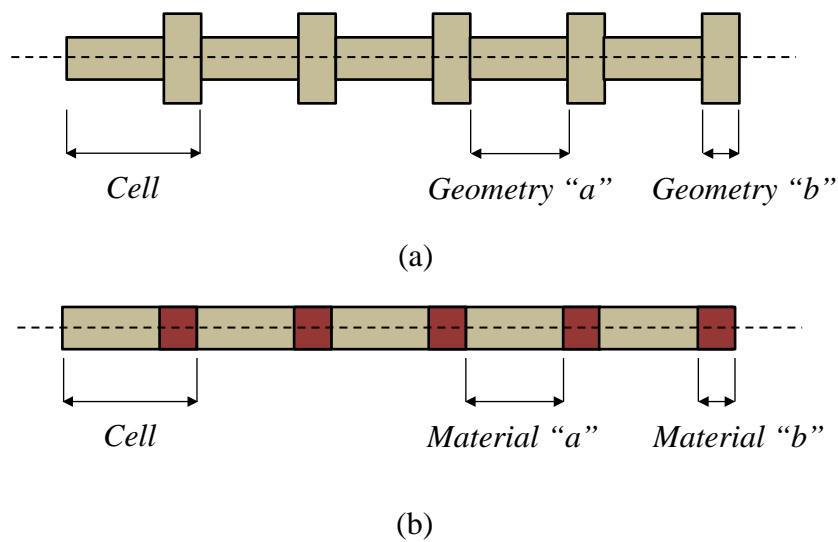 Cell Geometry “a” Geometry “b”
(a)
Cell Material “a” Material “b”
(b)